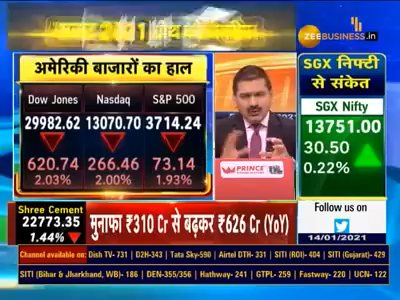 ZEEBUSINESS.in
अमेरिकी बाजारों का हाल
Dow Jones Nasdaq S&P 500
29982.62 13070.70 3714.24
620.74 266.46 73.14
2.03% 2.00% 1.93%
SGX निफ्टी
से संकेत
SGX Nifty
13751.00
30.50
0.22%
PRINCE
Shree Cement
22773.35
1.44%
मुनाफा ₹310 Cr से बढ़कर ₹626 Cr (YoY)
Follow us on
14/01/2021
Channel available on: Dish TV- 731 | D2H-343 | Tata Sky-590 | Airtel DTH- 331 | SITI (ROI) - 404 | SITI (Gujarat)- 429
SITI (Bihar & Jharkhand, WB)- 186 | DEN-355/356 | Hathway- 241 | GTPL- 259 | Fastway- 220 | UCN- 122